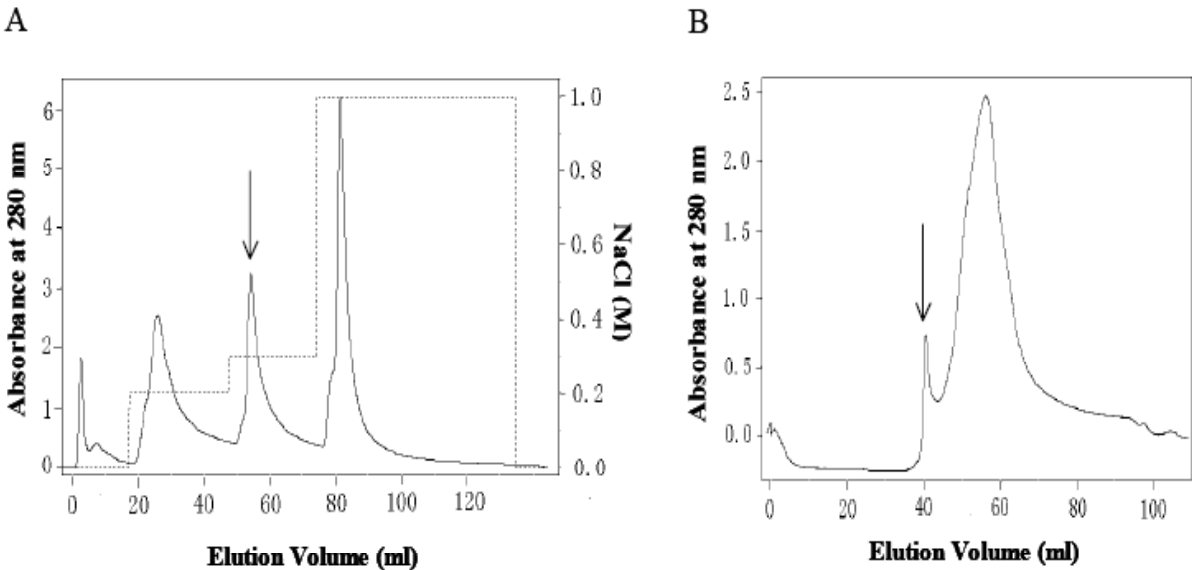 A
B
Absorbance at 280 nm
6
5
4
3
2
1
0
1.0
0.8
0.6
0.4
0.2
0.0
NaCl (M)
0 20 40 60 80 100 120
Elution Volume (ml)
Absorbance at 280 nm
2.5
2.0
1.5
1.0
0.5
0.0
0 20 40 60 80 100
Elution Volume (ml)